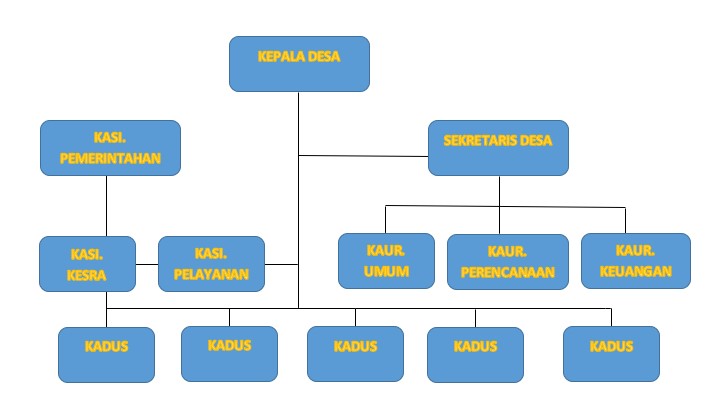 KEPALA DESA
KASI.
PEMERINTAHAN
SEKRETARIS DESA
KASI.
KESRA
KASI.
PELAYANAN
KAUR.
UMUM
KAUR.
PERENCANAAN
KAUR.
KEUANGAN
KADUS
KADUS
KADUS
KADUS
KADUS